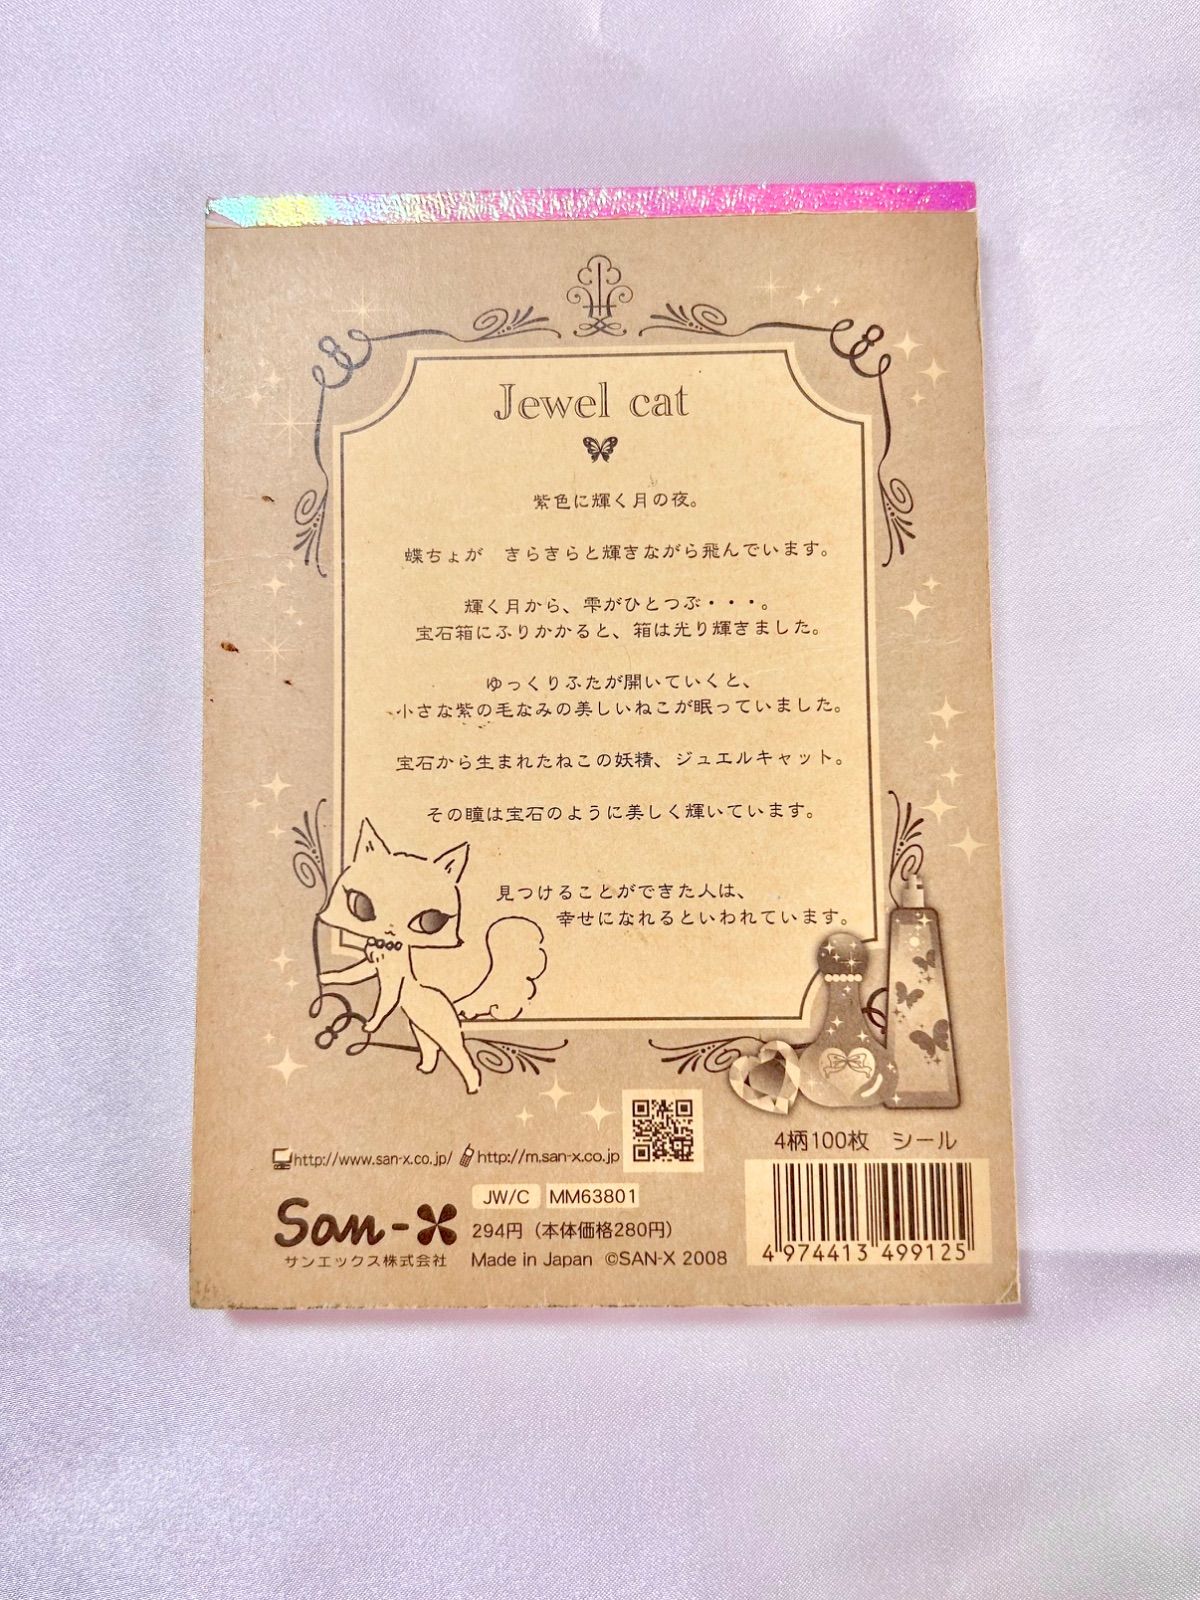 Jewel cat
紫色に輝く月の夜。
蝶ちょが　きらきらと輝きながら飛んでいます。
輝く月から、雫がひとつぶ・・・。
宝石箱にふりかかると、箱は光り輝きました。
ゆっくりふたが開いていくと、
小さな紫の毛なみの美しいねこが眠っていました。
宝石から生まれたねこの妖精、ジュエルキャット。
その瞳は宝石のように美しく輝いています。
見つけることができた人は、
幸せになれるといわれています。
http://www.san-x.co.jp/ http://m.san-x.co.jp
4柄100枚　シール
JW/C MM63801
San-X
294円（本体価格280円）
サンエックス株式会社
Made in Japan ©SAN-X 2008
4 974413 499125